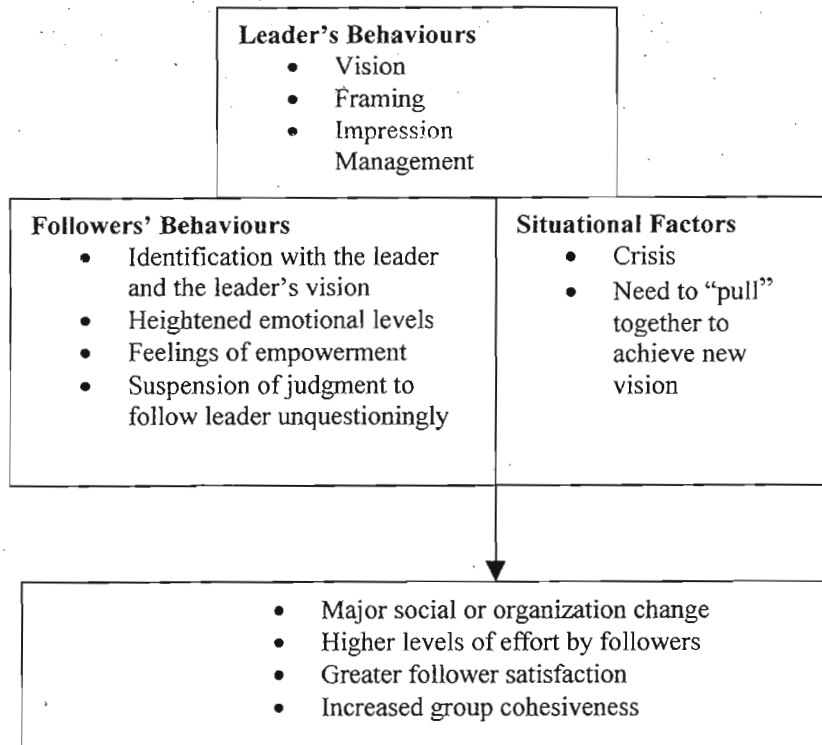 Leader's Behaviours
• Vision
• Framing
• Impression
Management
Followers' Behaviours
• Identification with the leader
and the leader's vision
• Heightened emotional levels
• Feelings of empowerment
• Suspension of judgment to
follow leader unquestioningly
Situational Factors
• Crisis
• Need to “pull”
together to
achieve new
vision
• Major social or organization change
• Higher levels of effort by followers
• Greater follower satisfaction
• Increased group cohesiveness